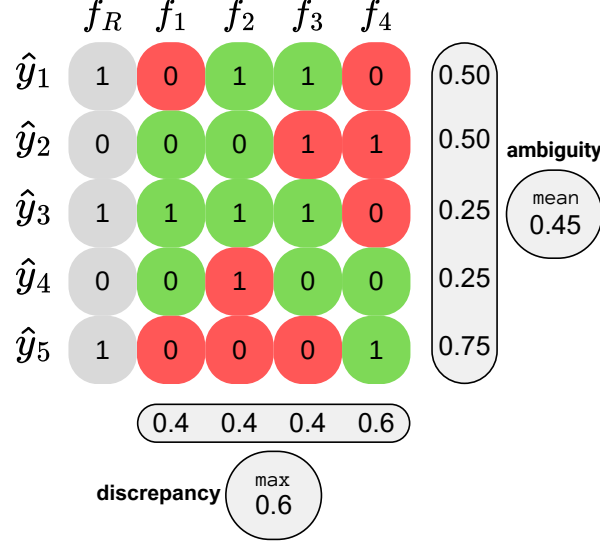 f_R f_1 f_2 f_3 f_4
ŷ_1 1 0 1 1 0 0.50
ŷ_2 0 0 0 1 1 0.50
ambiguity
ŷ_3 1 1 1 1 0 0.25
mean
0.45
ŷ_4 0 0 1 0 0 0.25
ŷ_5 1 0 0 0 1 0.75
0.4 0.4 0.4 0.6
discrepancy
max
0.6